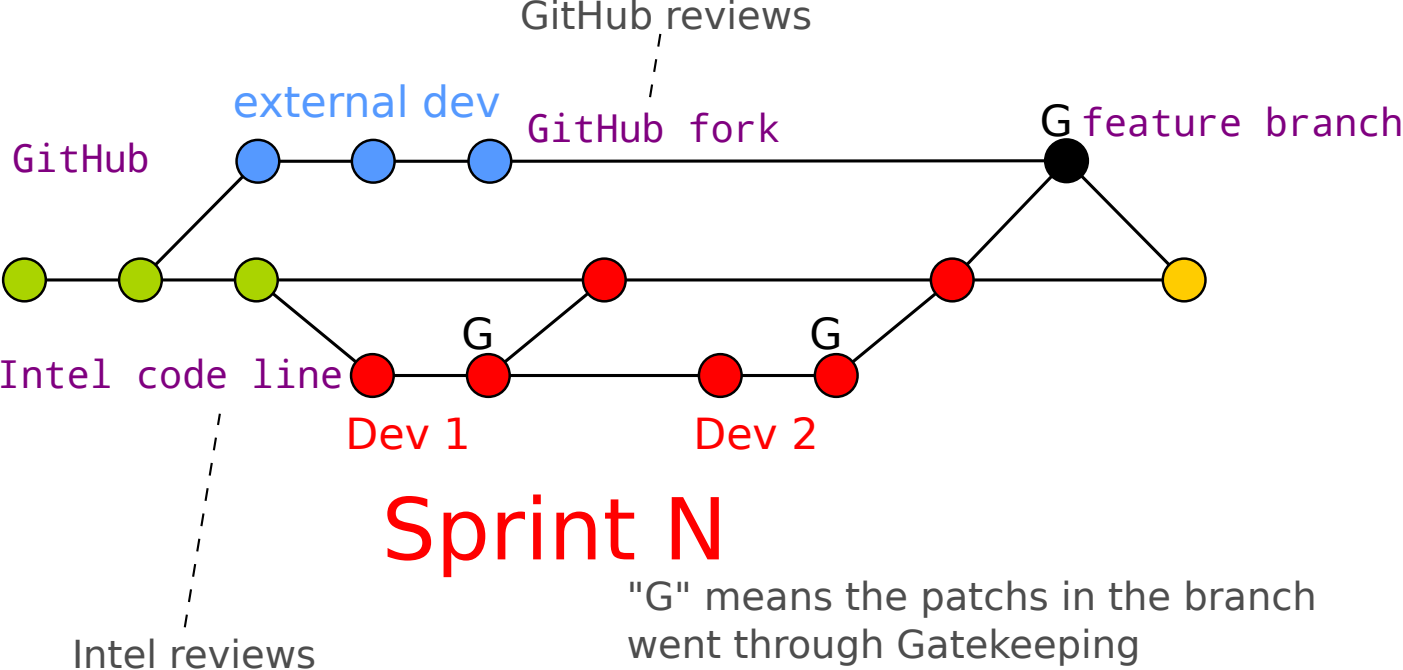 GitHub reviews
external dev
GitHub fork
G
feature branch
GitHub
G
G
Intel code line
Dev 1
Dev 2
Sprint N
"G" means the patchs in the branch
went through Gatekeeping
Intel reviews